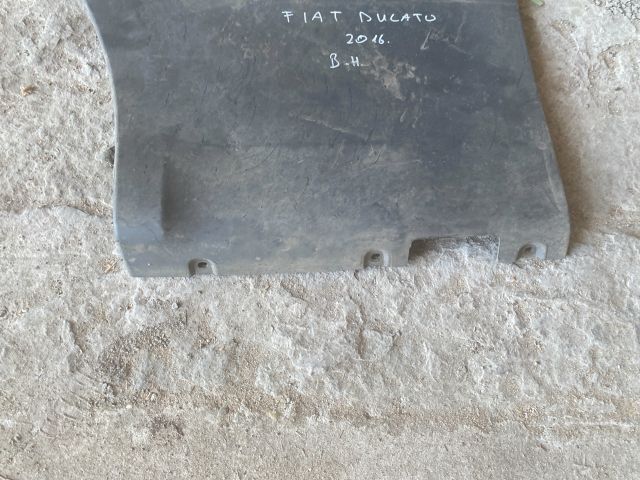 FIAT DUCATO
2016.
B.H.